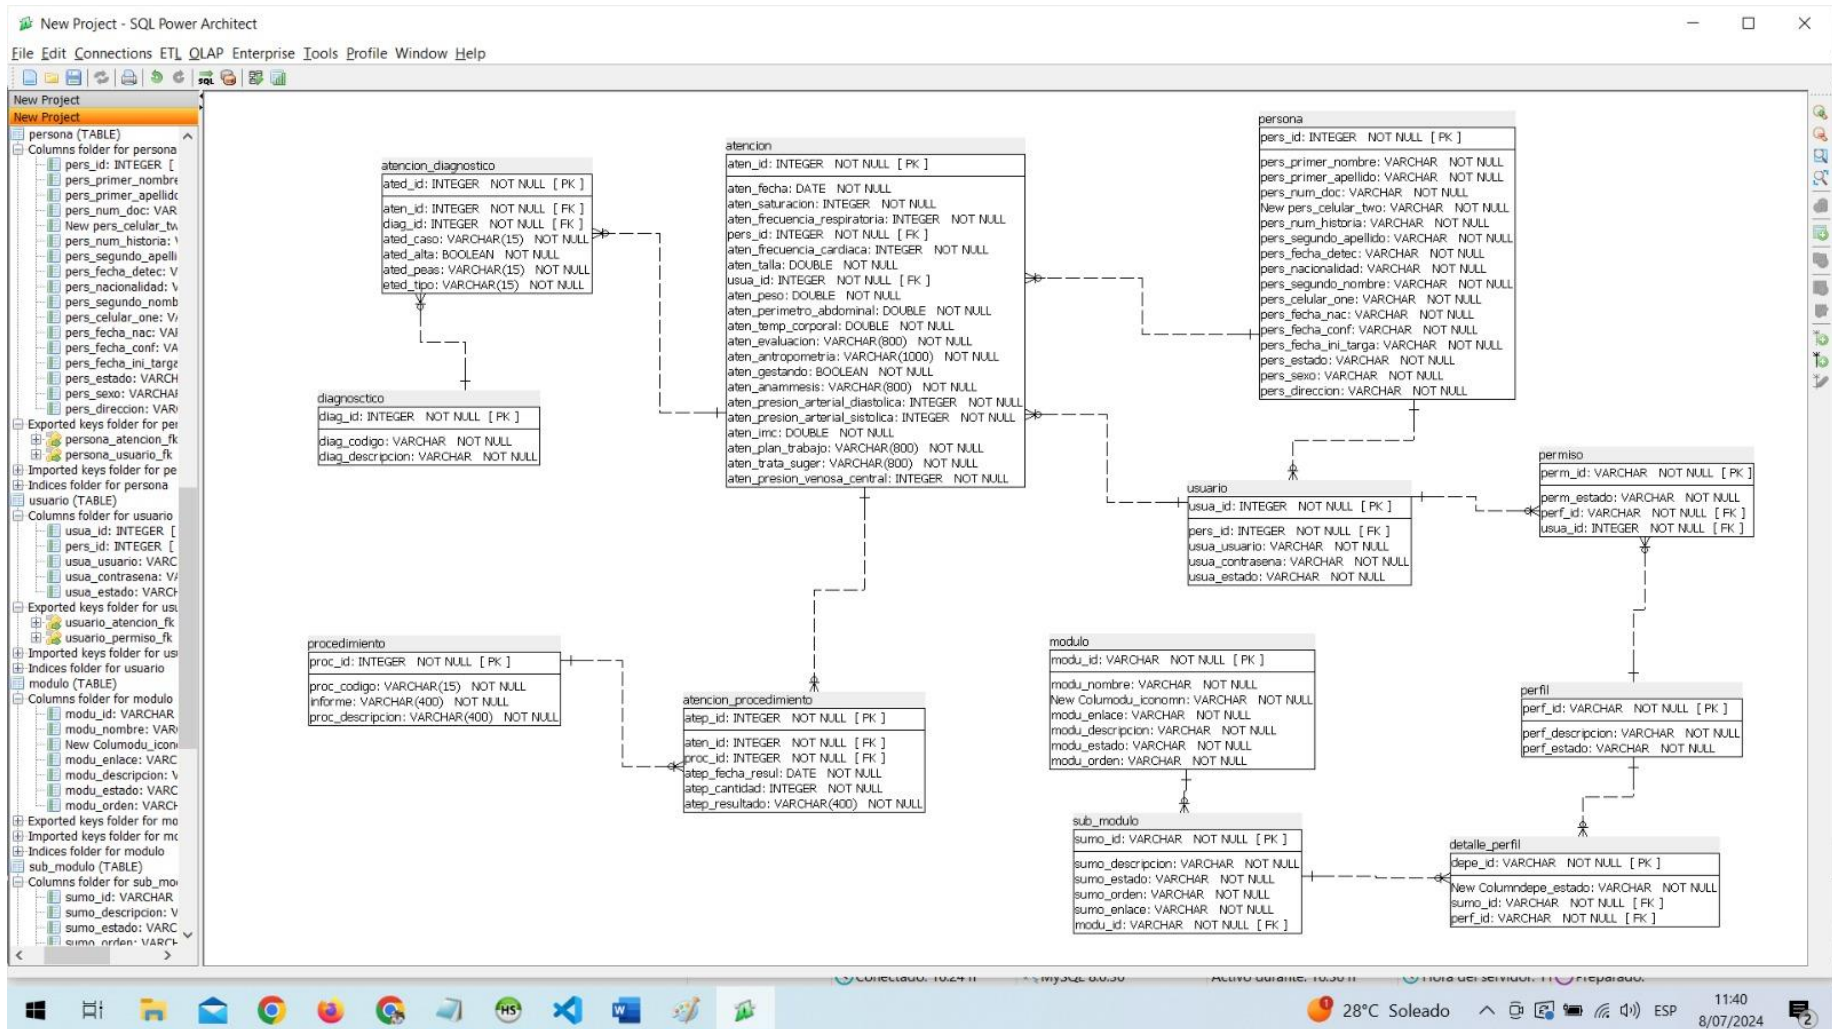 New Project - SQL Power Architect
File Edit Connections ETL OLAP Enterprise Tools Profile Window Help
SQL
New Project
New Project
persona (TABLE)
Columns folder for persona
pers_id: INTEGER [
pers_primer_nombre
pers_primer_apellido
pers_num_doc: VAR
New pers_celular_tw
pers_num_historia: V
pers_segundo_apelli
pers_fecha_detec: V
pers_nacionalidad:
pers_segundo_nomb
pers_celular_one: V
pers_fecha_nac: VAR
pers_fecha_conf: VA
pers_fecha_ini_targa
pers_estado: VARCH
pers_sexo: VARCHAR
pers_direccion: VAR
Exported keys folder for per
persona_atencion_fk
persona_usuario_fk
Imported keys folder for pe
Indices folder for persona
usuario (TABLE)
Columns folder for usuario
usua_id: INTEGER [
pers_id: INTEGER [
usua_usuario: VARC
usua_contrasena: VA
usua_estado: VARCH
Exported keys folder for usu
usuario_atencion_fk
usuario_permiso_fk
Imported keys folder for usu
Indices folder for usuario
modulo (TABLE)
Columns folder for modulo
modu_id: VARCHAR
modu_nombre: VAR
New Columodu_icon
modu_enlace: VARC
modu_descripcion: V
modu_estado: VARC
modu_orden: VARCH
Exported keys folder for mo
Imported keys folder for mo
Indices folder for modulo
sub_modulo (TABLE)
Columns folder for sub_mo
sumo_id: VARCHAR
sumo_descripcion: V
sumo_estado: VARC
sumo_orden: VARCH
atencion_diagnostico
ated_id: INTEGER NOT NULL [ PK ]
aten_id: INTEGER NOT NULL [ FK ]
diag_id: INTEGER NOT NULL [ FK ]
ated_caso: VARCHAR(15) NOT NULL
ated_alta: BOOLEAN NOT NULL
ated_peas: VARCHAR(15) NOT NULL
eted_tipo: VARCHAR(15) NOT NULL
diagnosctico
diag_id: INTEGER NOT NULL [ PK ]
diag_codigo: VARCHAR NOT NULL
diag_descripcion: VARCHAR NOT NULL
atencion
aten_id: INTEGER NOT NULL [ PK ]
aten_fecha: DATE NOT NULL
aten_saturacion: INTEGER NOT NULL
aten_frecuencia_respiratoria: INTEGER NOT NULL
pers_id: INTEGER NOT NULL [ FK ]
aten_frecuencia_cardiaca: INTEGER NOT NULL
aten_talla: DOUBLE NOT NULL
usua_id: INTEGER NOT NULL [ FK ]
aten_peso: DOUBLE NOT NULL
aten_perimetro_abdominal: DOUBLE NOT NULL
aten_temp_corporal: DOUBLE NOT NULL
aten_evaluacion: VARCHAR(800) NOT NULL
aten_antropometria: VARCHAR(1000) NOT NULL
aten_gestando: BOOLEAN NOT NULL
aten_anammesis: VARCHAR(800) NOT NULL
aten_presion_arterial_diastolica: INTEGER NOT NULL
aten_presion_arterial_sistolica: INTEGER NOT NULL
aten_imc: DOUBLE NOT NULL
aten_plan_trabajo: VARCHAR(800) NOT NULL
aten_trata_suger: VARCHAR(800) NOT NULL
aten_presion_venosa_central: INTEGER NOT NULL
persona
pers_id: INTEGER NOT NULL [ PK ]
pers_primer_nombre: VARCHAR NOT NULL
pers_primer_apellido: VARCHAR NOT NULL
pers_num_doc: VARCHAR NOT NULL
New pers_celular_two: VARCHAR NOT NULL
pers_num_historia: VARCHAR NOT NULL
pers_segundo_apellido: VARCHAR NOT NULL
pers_fecha_detec: VARCHAR NOT NULL
pers_nacionalidad: VARCHAR NOT NULL
pers_segundo_nombre: VARCHAR NOT NULL
pers_celular_one: VARCHAR NOT NULL
pers_fecha_nac: VARCHAR NOT NULL
pers_fecha_conf: VARCHAR NOT NULL
pers_fecha_ini_targa: VARCHAR NOT NULL
pers_estado: VARCHAR NOT NULL
pers_sexo: VARCHAR NOT NULL
pers_direccion: VARCHAR NOT NULL
usuario
usua_id: INTEGER NOT NULL [ PK ]
pers_id: INTEGER NOT NULL [ FK ]
usua_usuario: VARCHAR NOT NULL
usua_contrasena: VARCHAR NOT NULL
usua_estado: VARCHAR NOT NULL
permiso
perm_id: VARCHAR NOT NULL [ PK ]
perm_estado: VARCHAR NOT NULL
perf_id: VARCHAR NOT NULL [ FK ]
usua_id: INTEGER NOT NULL [ FK ]
procedimiento
proc_id: INTEGER NOT NULL [ PK ]
proc_codigo: VARCHAR(15) NOT NULL
informe: VARCHAR(400) NOT NULL
proc_descripcion: VARCHAR(400) NOT NULL
atencion_procedimiento
atep_id: INTEGER NOT NULL [ PK ]
aten_id: INTEGER NOT NULL [ FK ]
proc_id: INTEGER NOT NULL [ FK ]
atep_fecha_resul: DATE NOT NULL
atep_cantidad: INTEGER NOT NULL
atep_resultado: VARCHAR(400) NOT NULL
modulo
modu_id: VARCHAR NOT NULL [ PK ]
modu_nombre: VARCHAR NOT NULL
New Columodu_iconomn: VARCHAR NOT NULL
modu_enlace: VARCHAR NOT NULL
modu_descripcion: VARCHAR NOT NULL
modu_estado: VARCHAR NOT NULL
modu_orden: VARCHAR NOT NULL
perfil
perf_id: VARCHAR NOT NULL [ PK ]
perf_descripcion: VARCHAR NOT NULL
perf_estado: VARCHAR NOT NULL
sub_modulo
sumo_id: VARCHAR NOT NULL [ PK ]
sumo_descripcion: VARCHAR NOT NULL
sumo_estado: VARCHAR NOT NULL
sumo_orden: VARCHAR NOT NULL
sumo_enlace: VARCHAR NOT NULL
modu_id: VARCHAR NOT NULL [ FK ]
detalle_perfil
depe_id: VARCHAR NOT NULL [ PK ]
New Columndepe_estado: VARCHAR NOT NULL
sumo_id: VARCHAR NOT NULL [ FK ]
perf_id: VARCHAR NOT NULL [ FK ]
Conectado: 16:24 h MySQL 8.0.30 Activo durante: 16:30 h Hora del servidor: 11 Preparado.
HS
W
1
28°C Soleado
ESP
11:40
8/07/2024
2